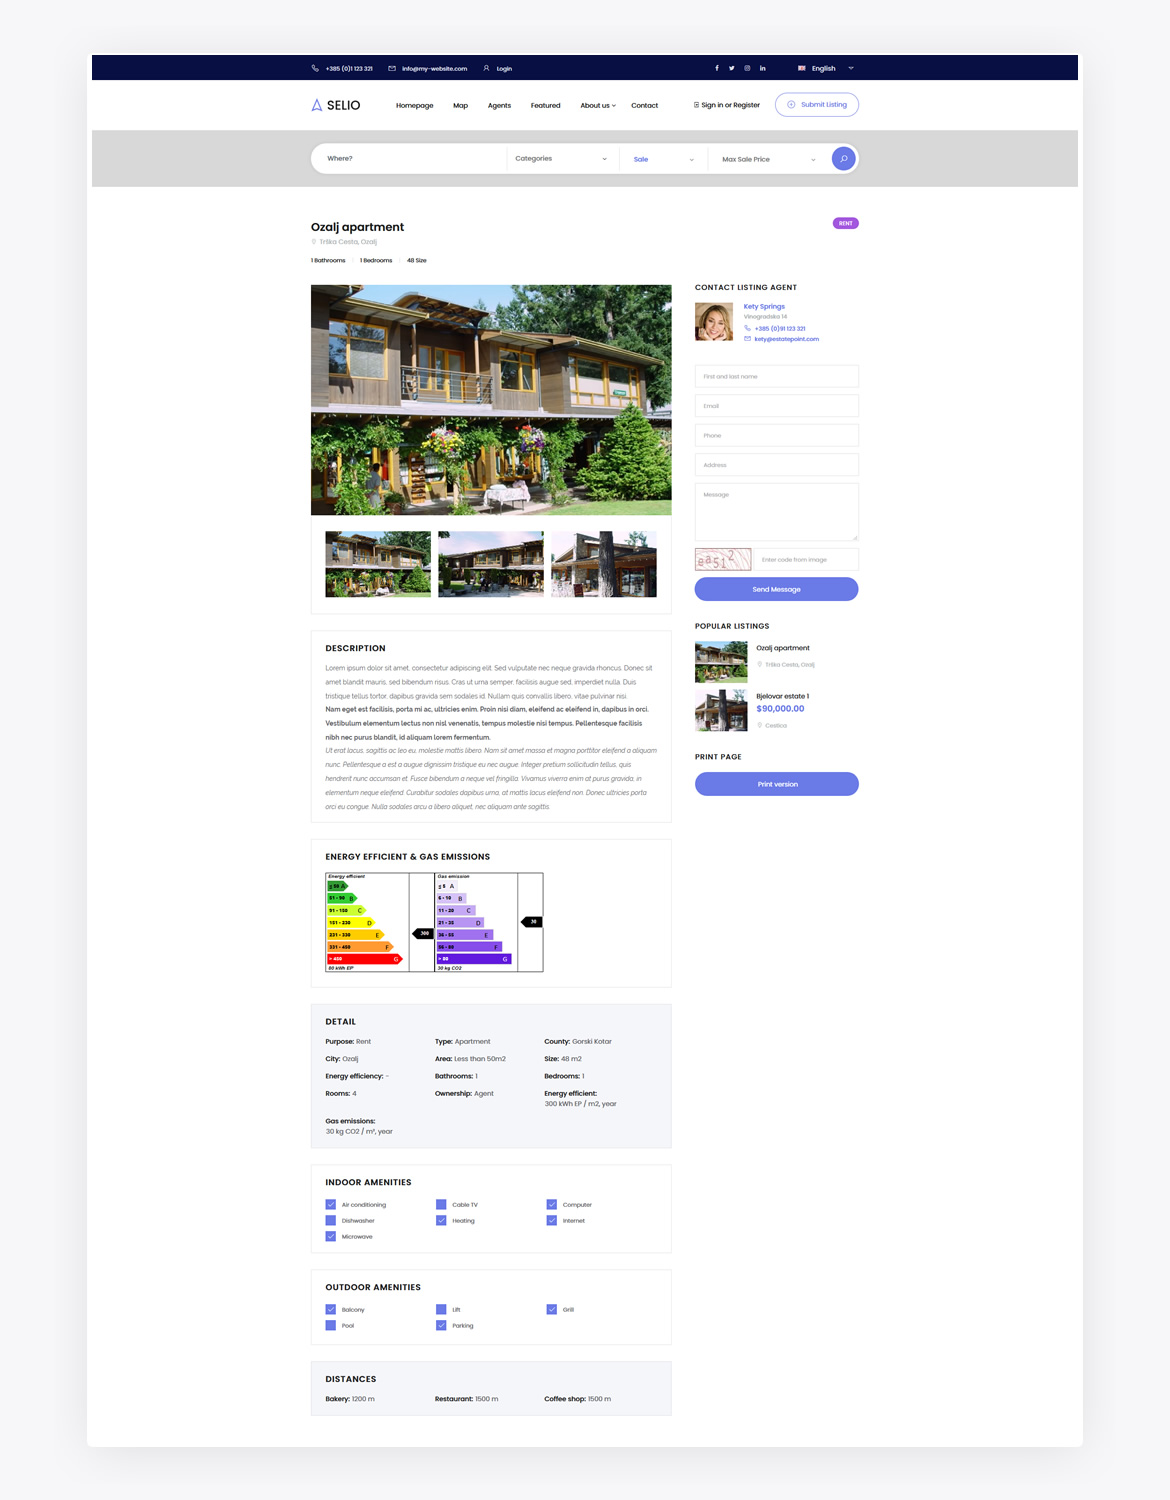 +385 (0)1 123 321 info@my-website.com Login English
SELIO Homepage Map Agents Featured About us Contact Sign in or Register Submit Listing
Where? Categories Sale Max Sale Price
Ozalj apartment RENT
Trška Cesta, Ozalj
1 Bathrooms 1 Bedrooms 48 Size
CONTACT LISTING AGENT
Kety Springs
Vinogradska 14
+385 (0)91 123 321
kety@estatepoint.com
First and last name
Email
Phone
Address
Message
ea512 Enter code from image
Send Message
POPULAR LISTINGS
Ozalj apartment
Trška Cesta, Ozalj
Bjelovar estate 1
$90,000.00
Cestica
PRINT PAGE
Print version
DESCRIPTION
Lorem ipsum dolor sit amet, consectetur adipiscing elit. Sed vulputate nec neque gravida rhoncus. Donec sit
amet blandit mauris, sed bibendum risus. Cras ut urna semper, facilisis augue sed, imperdiet nulla. Duis
tristique tellus tortor, dapibus gravida sem sodales id. Nullam quis convallis libero, vitae pulvinar nisi.
Nam eget est facilisis, porta mi ac, ultricies enim. Proin nisi diam, eleifend ac eleifend in, dapibus in orci.
Vestibulum elementum lectus non nisl venenatis, tempus molestie nisi tempus. Pellentesque facilisis
nibh nec purus blandit, id aliquam lorem fermentum.
Ut erat lacus, sagittis ac leo eu, molestie mattis libero. Nam sit amet massa et magna porttitor eleifend a aliquam
nunc. Pellentesque a est a augue dignissim tristique eu nec augue. Integer pretium sollicitudin tellus, quis
hendrerit nunc accumsan et. Fusce bibendum a neque vel fringilla. Vivamus viverra enim at purus gravida, in
elementum neque eleifend. Curabitur sodales dapibus urna, at mattis lacus eleifend non. Donec ultricies porta
orci eu congue. Nulla sodales arcu a libero aliquet, nec aliquam ante sagittis.
ENERGY EFFICIENT & GAS EMISSIONS
Energy efficient Gas emission
≤ 50 A ≤ 5 A
51 - 90 B 6 - 10 B
91 - 150 C 11 - 20 C
151 - 230 D 21 - 35 D 30
231 - 330 E 300 36 - 55 E
331 - 450 F 56 - 80 F
> 450 G > 80 G
80 kWh EP 30 kg CO2
DETAIL
Purpose: Rent Type: Apartment County: Gorski Kotar
City: Ozalj Area: Less than 50m2 Size: 48 m2
Energy efficiency: - Bathrooms: 1 Bedrooms: 1
Rooms: 4 Ownership: Agent Energy efficient:
300 kWh EP / m2, year
Gas emissions:
30 kg CO2 / m², year
INDOOR AMENITIES
Air conditioning Cable TV Computer
Dishwasher Heating Internet
Microwave
OUTDOOR AMENITIES
Balcony Lift Grill
Pool Parking
DISTANCES
Bakery: 1200 m Restaurant: 1500 m Coffee shop: 1500 m